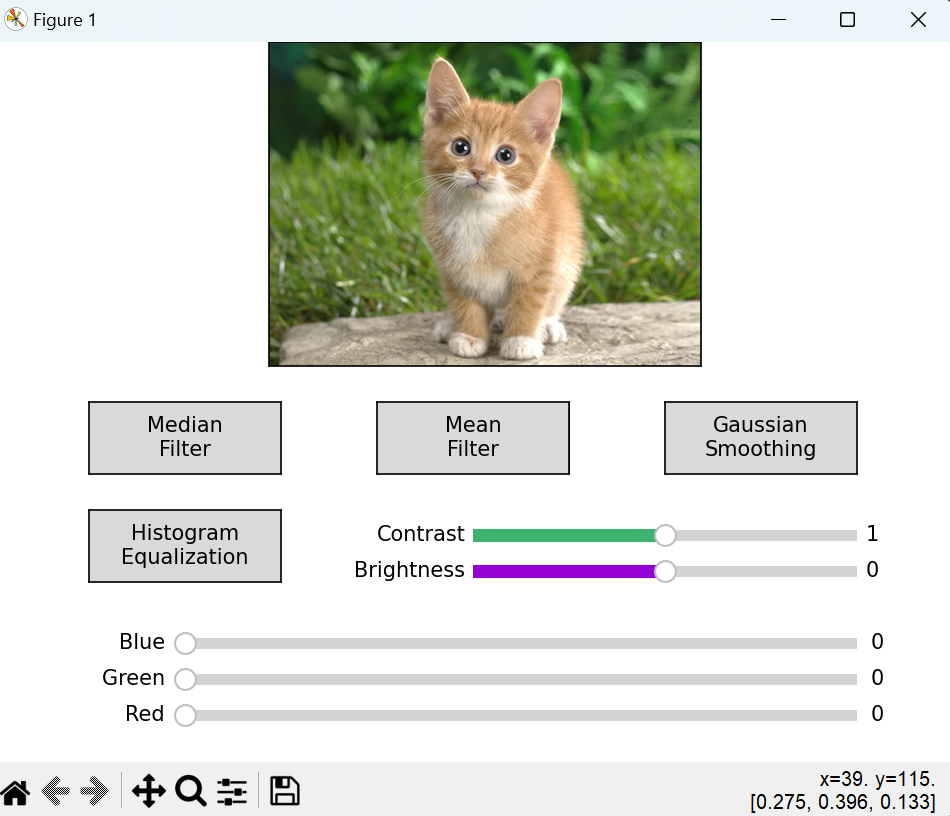 Figure 1
Median
Filter
Mean
Filter
Gaussian
Smoothing
Histogram
Equalization
Contrast 1
Brightness 0
Blue 0
Green 0
Red 0
x=39. y=115.
[0.275, 0.396, 0.133]